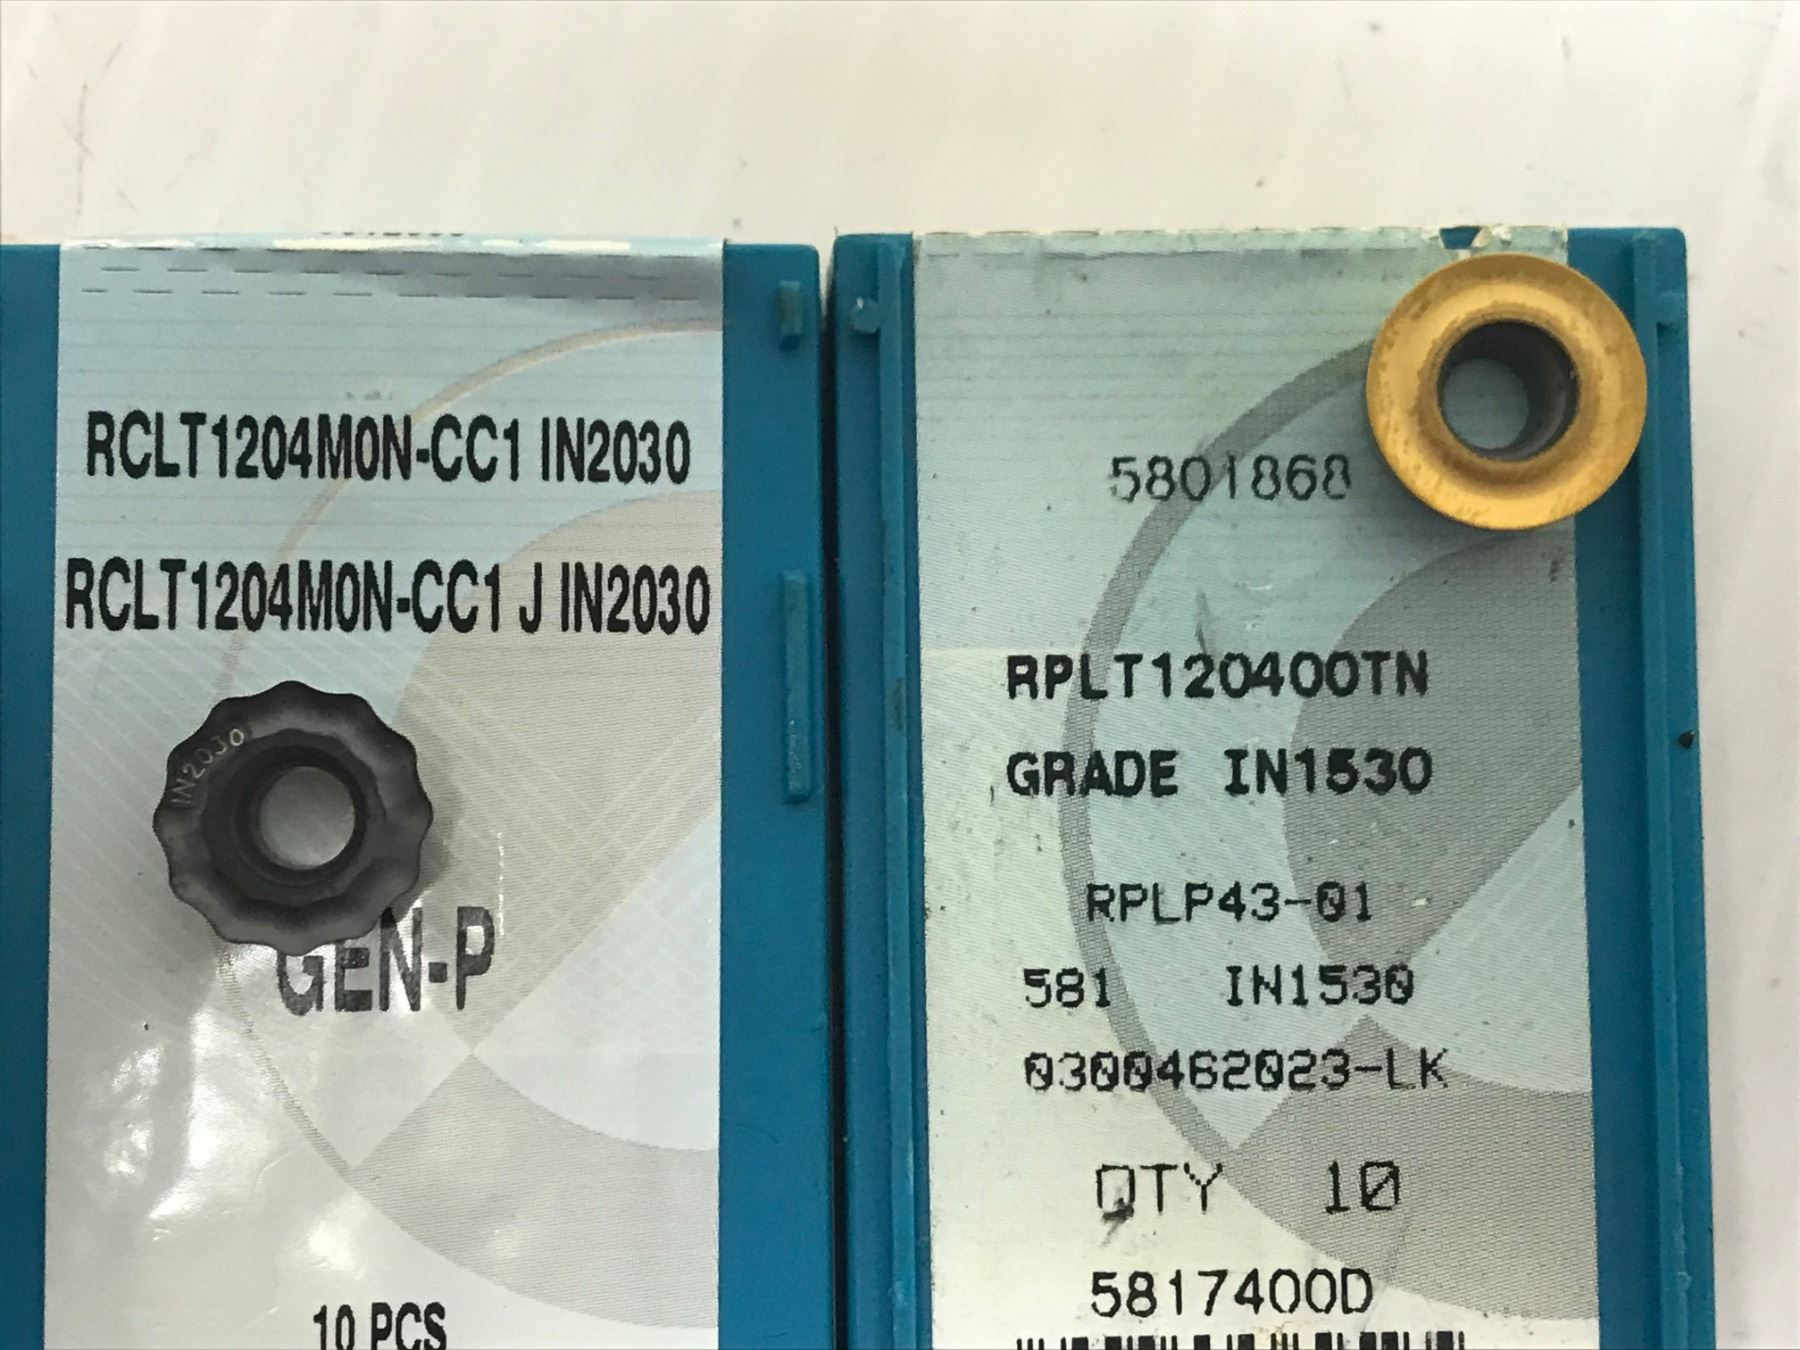 RCLT1204M0N-CC1 IN2030
RCLT1204M0N-CC1 J IN2030
IN2030
GEN-P
10 PCS
5801868
RPLT120400TN
GRADE IN1530
RPLP43-01
581 IN1530
0300462023-LK
QTY 10
5817400D